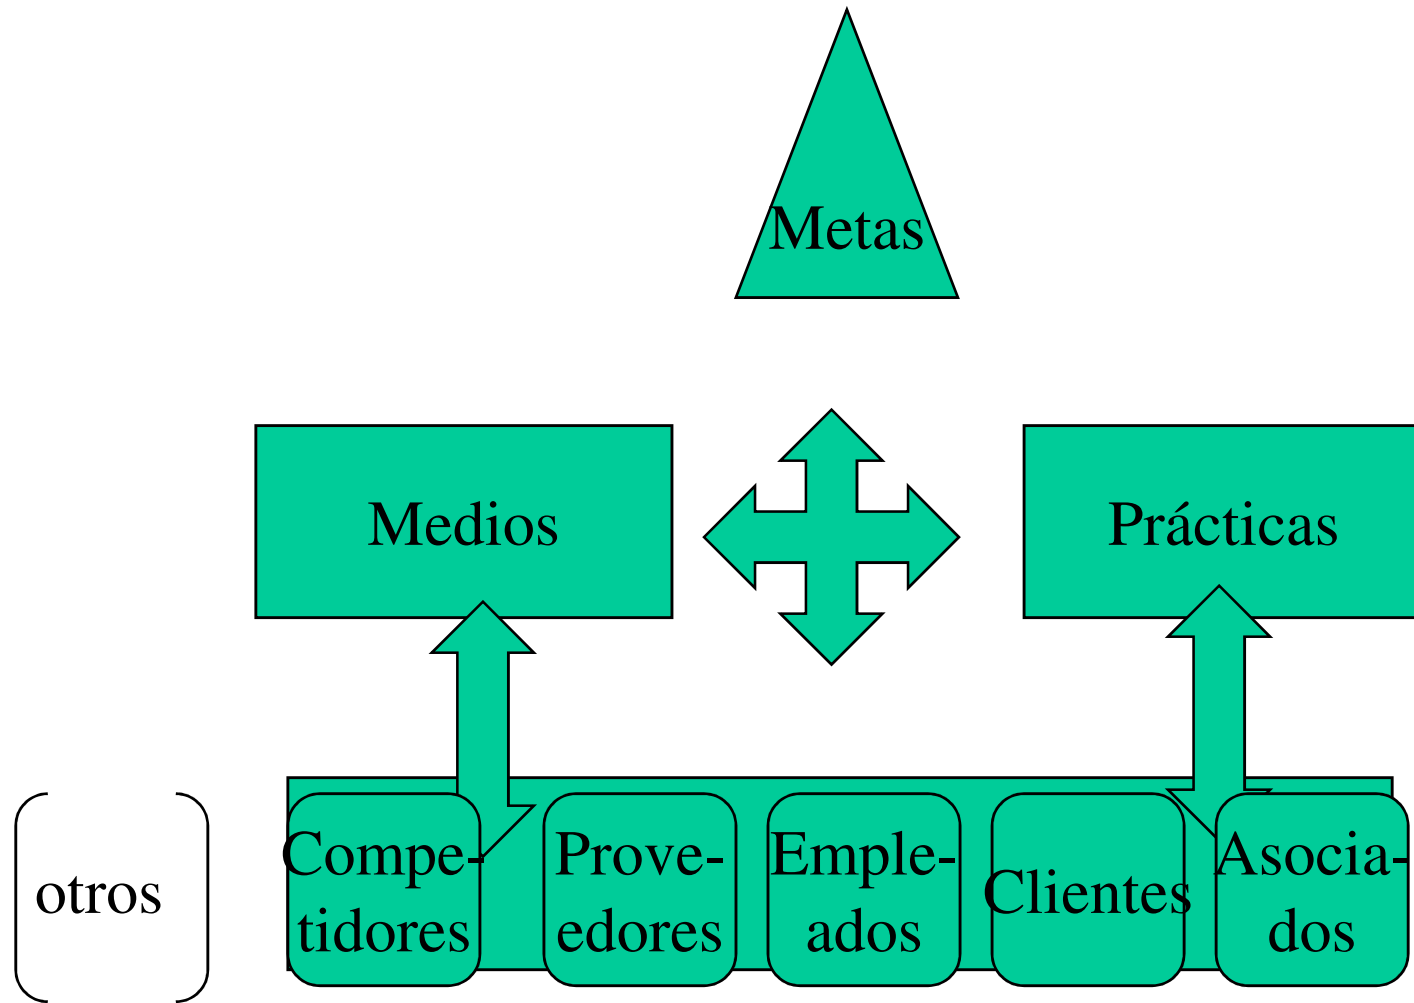 Metas
Medios
Prácticas
otros
Compe-
tidores
Prove-
edores
Emple-
ados
Clientes
Asocia-
dos